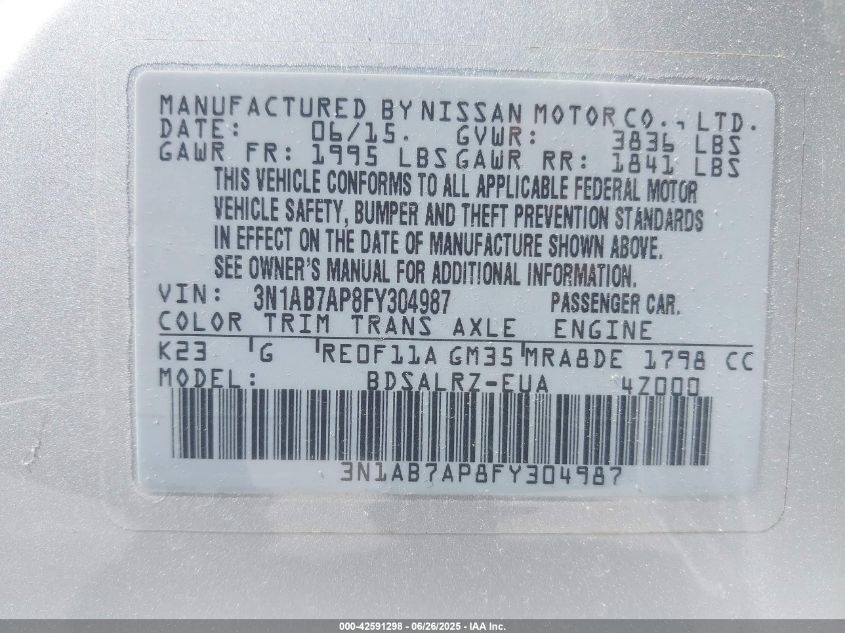 MANUFACTURED BY NISSAN MOTOR CO., LTD.
DATE: 06/15. GVWR: 3836 LBS
GAWR FR: 1995 LBS GAWR RR: 1841 LBS
THIS VEHICLE CONFORMS TO ALL APPLICABLE FEDERAL MOTOR
VEHICLE SAFETY, BUMPER AND THEFT PREVENTION STANDARDS
IN EFFECT ON THE DATE OF MANUFACTURE SHOWN ABOVE.
SEE OWNER'S MANUAL FOR ADDITIONAL INFORMATION.
VIN: 3N1AB7AP8FY304987 PASSENGER CAR.
COLOR TRIM TRANS AXLE ENGINE
K23 G RE0F11A GM35 MRA8DE 1798 CC
MODEL: BDSALRZ-EUA 4Z000
3N1AB7AP8FY304987
000-42591298 - 06/26/2025 - IAA Inc.